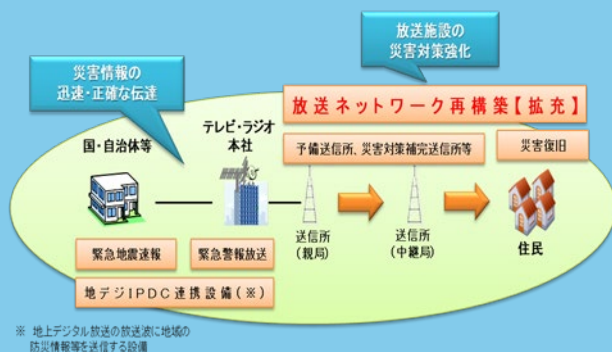 放送施設の
災害対策強化
災害情報の
迅速・正確な伝達
放送ネットワーク再構築【拡充】
国・自治体等
テレビ・ラジオ
本社
予備送信所、災害対策補完送信所等
災害復旧
送信所
(親局)
送信所
(中継局)
住民
緊急地震速報
緊急警報放送
地デジIPDC連携設備(※)
※ 地上デジタル放送の放送波に地域の
防災情報等を送信する設備